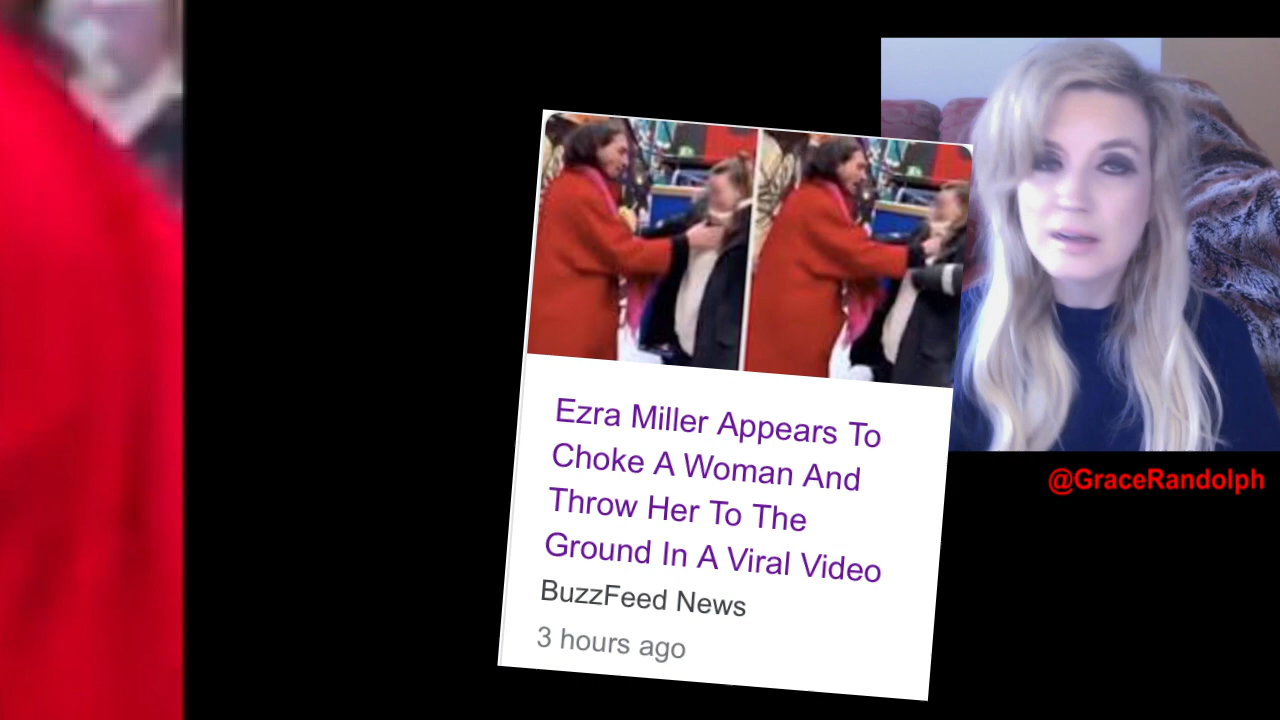 Ezra Miller Appears To
Choke A Woman And
Throw Her To The
Ground In A Viral Video
BuzzFeed News
3 hours ago
@GraceRandolph